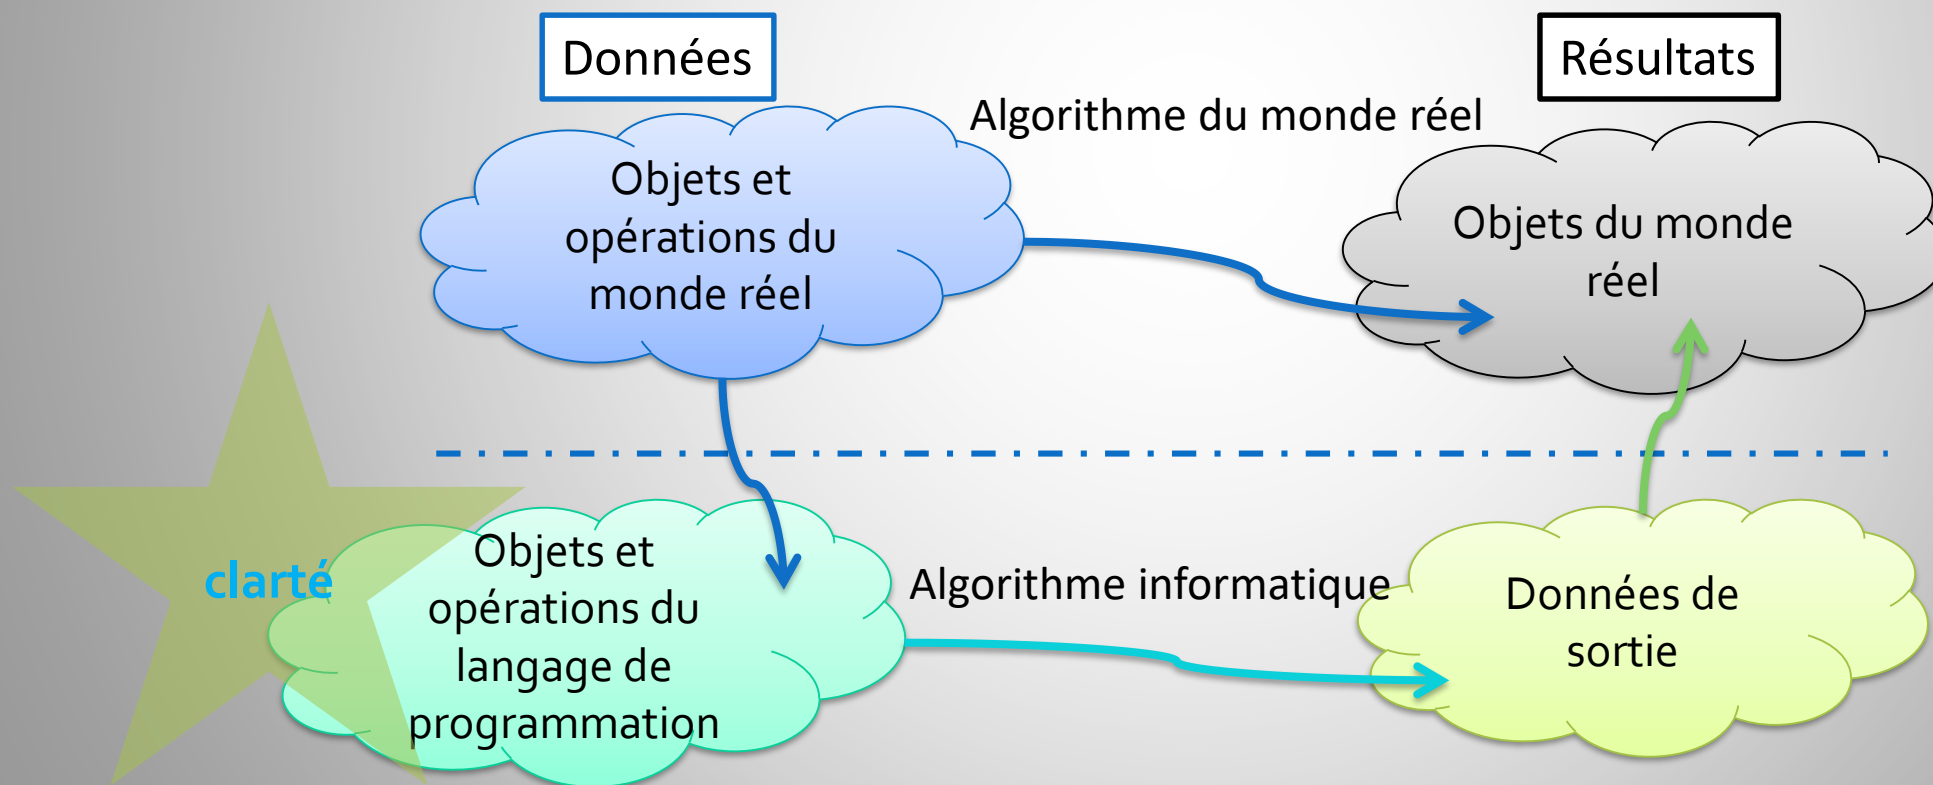 Données
Résultats
Algorithme du monde réel
Objets et
opérations du
monde réel
Objets du monde
réel
clarté
Objets et
opérations du
langage de
programmation
Algorithme informatique
Données de
sortie